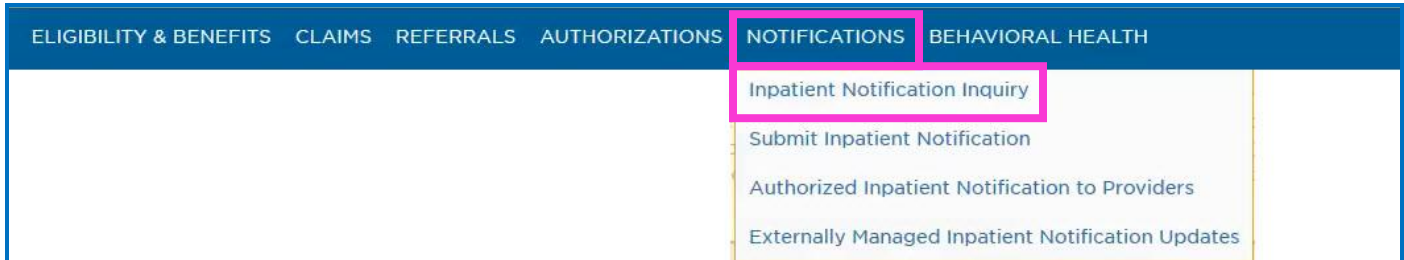 ELIGIBILITY & BENEFITS CLAIMS REFERRALS AUTHORIZATIONS NOTIFICATIONS BEHAVIORAL HEALTH
Inpatient Notification Inquiry
Submit Inpatient Notification
Authorized Inpatient Notification to Providers
Externally Managed Inpatient Notification Updates